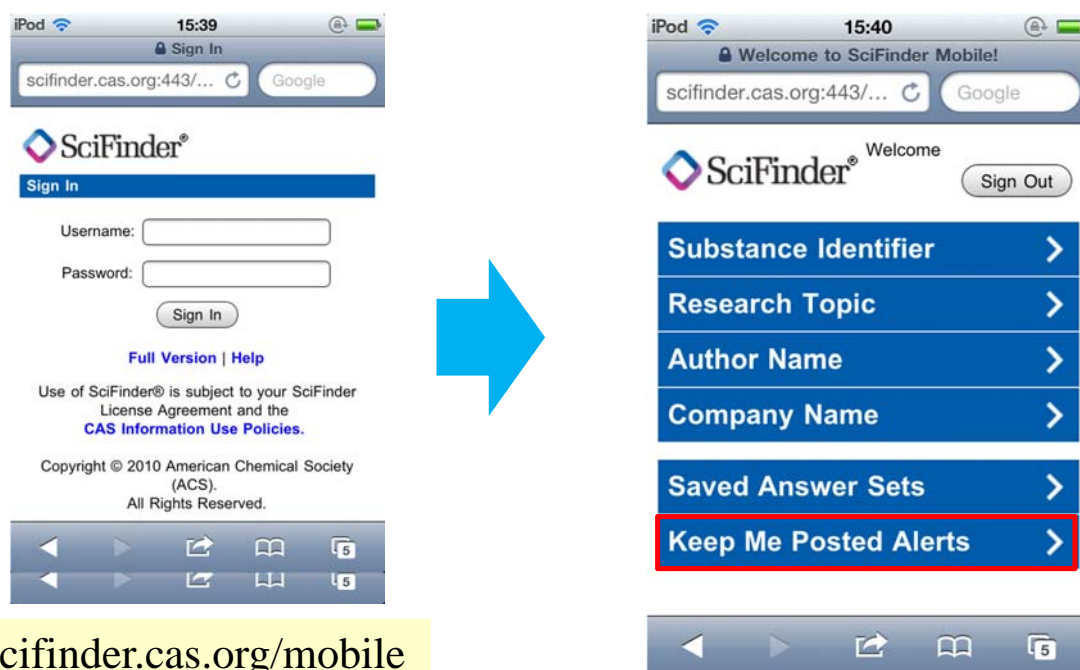 iPod 15:39
Sign In
scifinder.cas.org:443/... Google
SciFinder®
Sign In
Username:
Password:
Sign In
Full Version | Help
Use of SciFinder® is subject to your SciFinder
License Agreement and the
CAS Information Use Policies.
Copyright © 2010 American Chemical Society
(ACS).
All Rights Reserved.
5
5
cifinder.cas.org/mobile
iPod 15:40
Welcome to SciFinder Mobile!
scifinder.cas.org:443/... Google
SciFinder® Welcome
Sign Out
Substance Identifier
Research Topic
Author Name
Company Name
Saved Answer Sets
Keep Me Posted Alerts
5